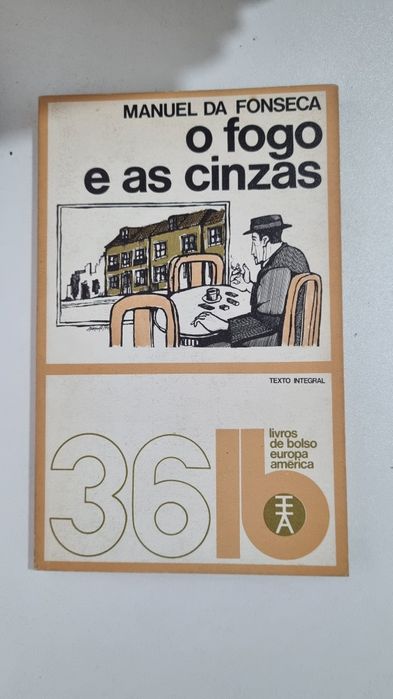 MANUEL DA FONSECA
o fogo
e as cinzas
TEXTO INTEGRAL
36 lb
livros
de bolso
europa
américa